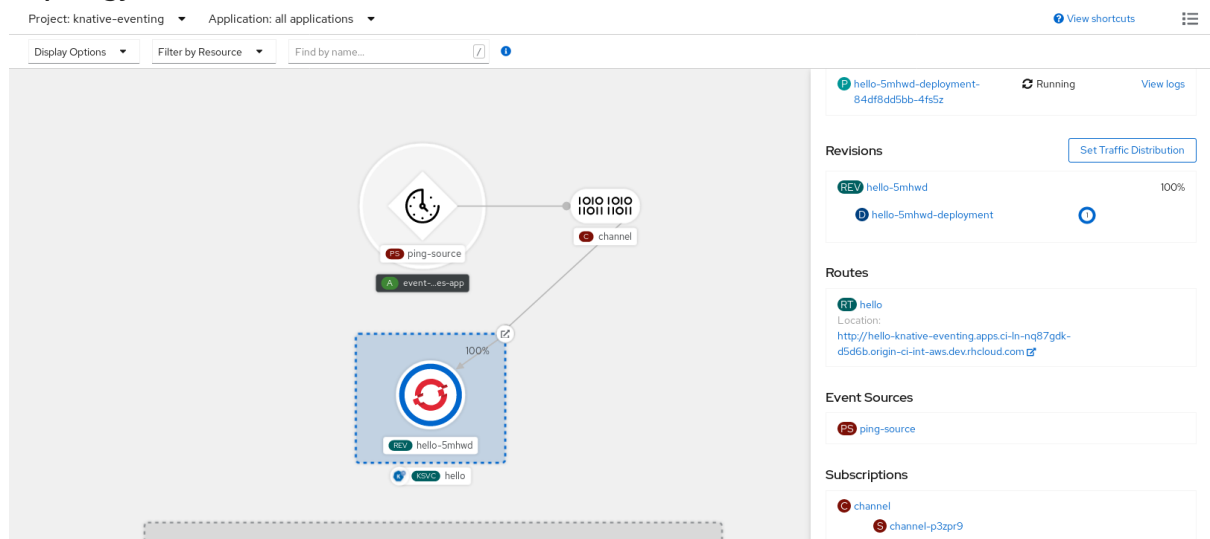 Project: knative-eventing
Application: all applications
View shortcuts
Display Options
Filter by Resource
Find by name...
/
P hello-5mhwd-deployment-
84df8dd5bb-4fs5z
Running
View logs
Revisions
Set Traffic Distribution
REV hello-5mhwd
100%
D hello-5mhwd-deployment
1
Routes
RT hello
Location:
http://hello-knative-eventing.apps.ci-ln-nq87gdk-
d5d6b.origin-ci-int-aws.dev.rhcloud.com
Event Sources
PS ping-source
Subscriptions
C channel
S channel-p3zpr9
1010 1010
11011 11011
C channel
PS ping-source
A event-...es-app
100%
REV hello-5mhwd
KSVC hello